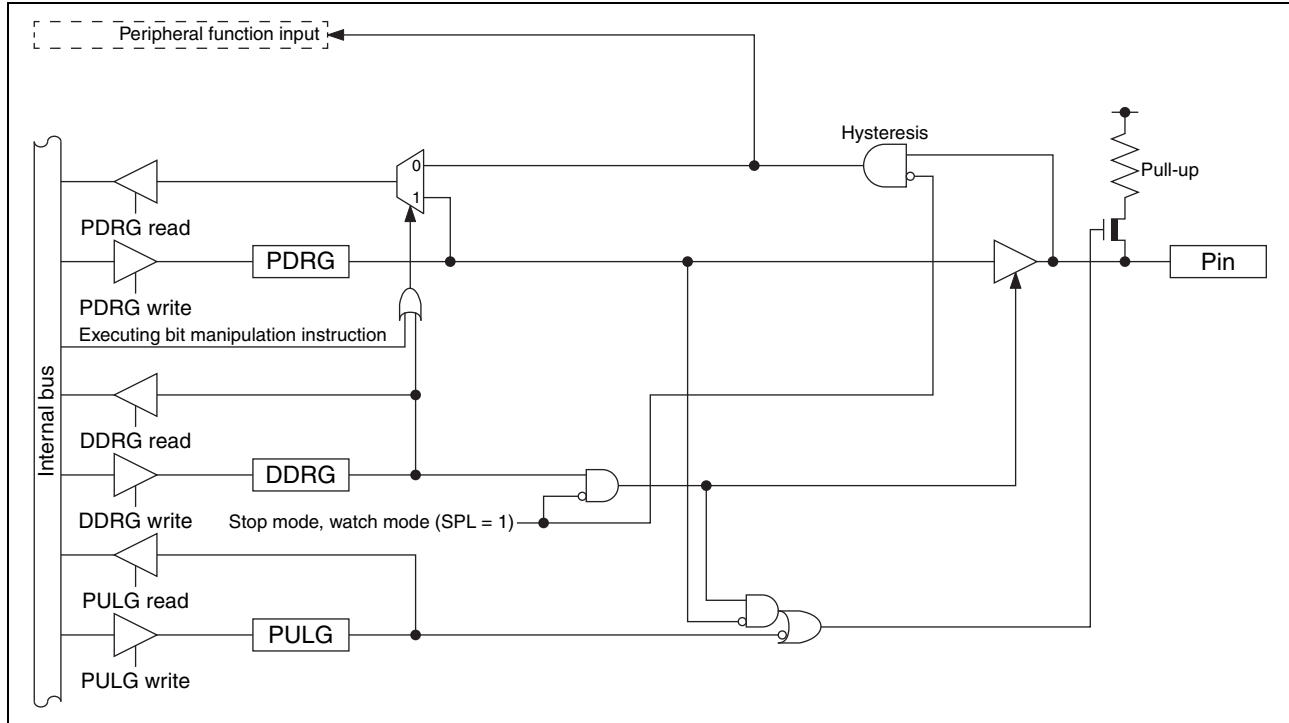 Peripheral function input
Hysteresis
0
Pull-up
1
PDRG read
PDRG
Pin
PDRG write
Executing bit manipulation instruction
Internal bus
DDRG read
DDRG
DDRG write
Stop mode, watch mode (SPL = 1)
PULG read
PULG
PULG write